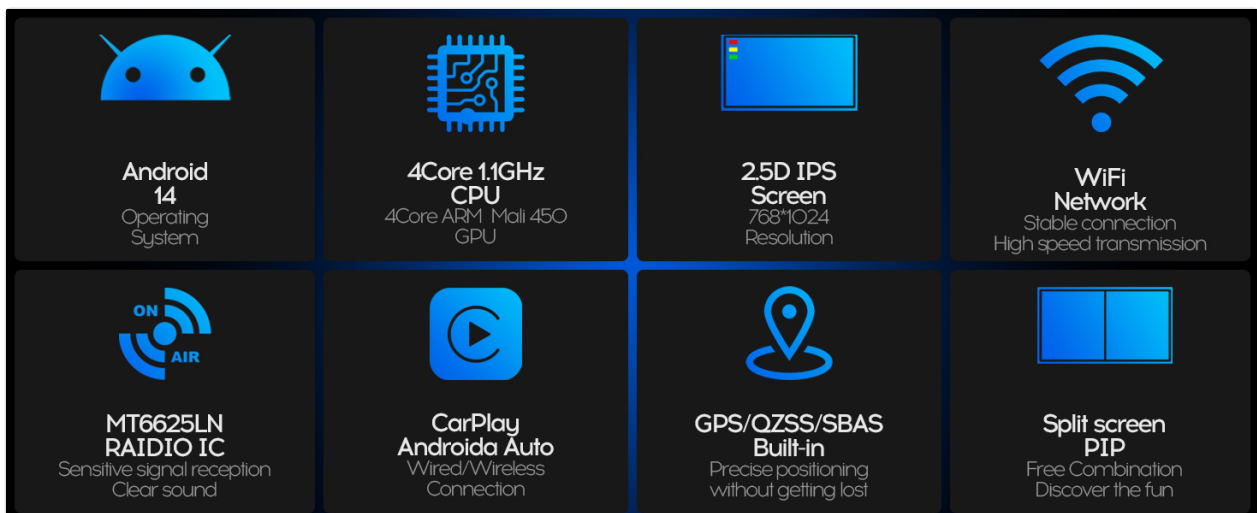 Android
14
Operating
System
4Core 1.1GHz
CPU
4Core ARM Mali 450
GPU
2.5D IPS
Screen
768*1024
Resolution
WiFi
Network
Stable connection
High speed transmission
ON
AIR
MT6625LN
RAIDIO IC
Sensitive signal reception
Clear sound
CarPlay
Androida Auto
Wired/Wireless
Connection
GPS/QZSS/SBAS
Built-in
Precise positioning
without getting lost
Split screen
PIP
Free Combination
Discover the fun